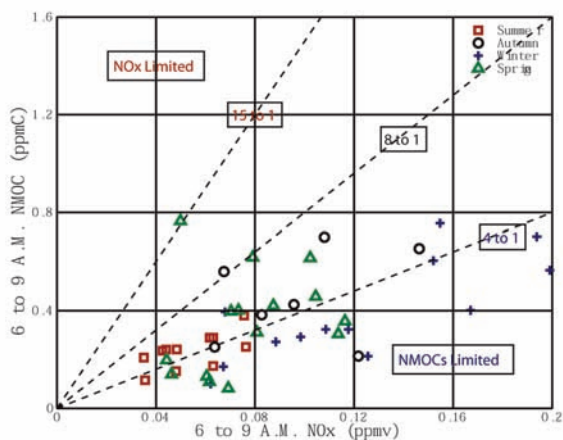 1.6
1.2
0.8
0.4
0
0.04
0.08
0.12
0.16
0.2
6 to 9 A.M. NMOC (ppmC)
6 to 9 A.M. NOx (ppmv)
NOx Limited
15 to 1
8 to 1
4 to 1
NMOCs Limited
Summer
Autumn
Winter
Sprig